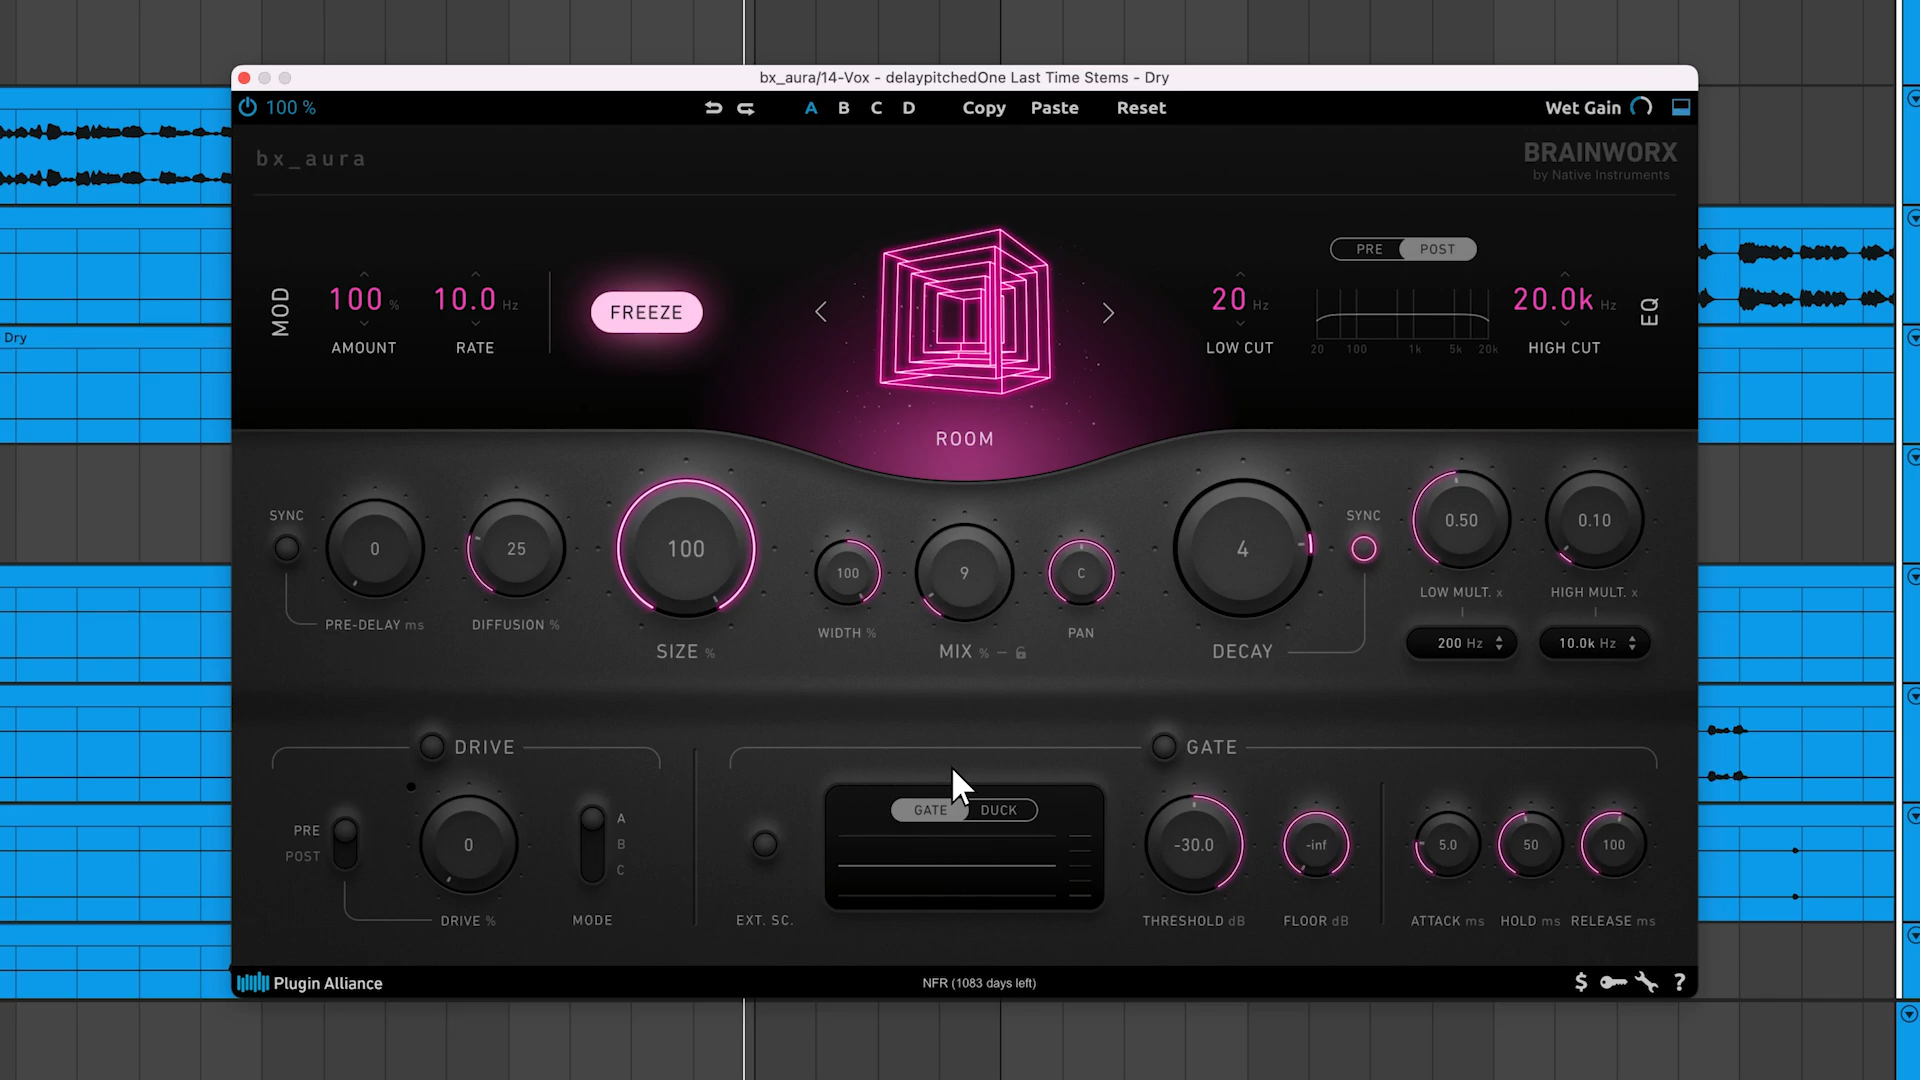 bx_aura/14-Vox - delaypitchedOne Last Time Stems - Dry
100 %
A B C D Copy Paste Reset
Wet Gain
bx_aura
BRAINWORX
by Native Instruments
PRE POST
MOD
100 %
AMOUNT
10.0 Hz
RATE
FREEZE
20 Hz
LOW CUT
20 100 1k 5k 20k
20.0k Hz
HIGH CUT
EQ
Dry
ROOM
SYNC
0
PRE-DELAY ms
25
DIFFUSION %
100
SIZE %
100
WIDTH %
9
MIX %
C
PAN
4
DECAY
SYNC
0.50
LOW MULT. x
200 Hz
0.10
HIGH MULT. x
10.0k Hz
DRIVE
PRE
POST
0
DRIVE %
A
B
C
MODE
GATE
EXT. SC.
GATE DUCK
-30.0
THRESHOLD dB
-inf
FLOOR dB
5.0
ATTACK ms
50
HOLD ms
100
RELEASE ms
Plugin Alliance
NFR (1083 days left)
$ ?